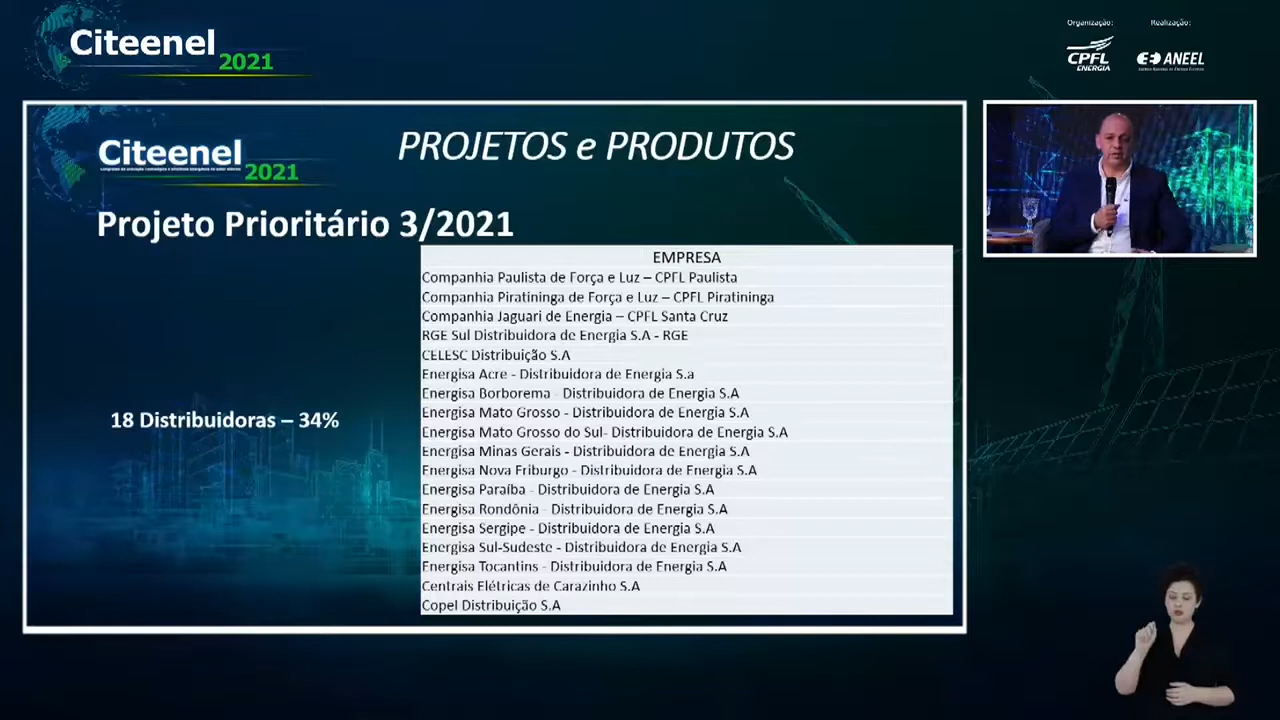 Citeenel
2021
Organização:
Realização:
CPFL
ENERGIA
ANEEL
Citeenel
2021
PROJETOS e PRODUTOS
Projeto Prioritário 3/2021
18 Distribuidoras – 34%
EMPRESA
Companhia Paulista de Força e Luz – CPFL Paulista
Companhia Piratininga de Força e Luz – CPFL Piratininga
Companhia Jaguari de Energia – CPFL Santa Cruz
RGE Sul Distribuidora de Energia S.A - RGE
CELESC Distribuição S.A
Energisa Acre - Distribuidora de Energia S.a
Energisa Borborema - Distribuidora de Energia S.A
Energisa Mato Grosso - Distribuidora de Energia S.A
Energisa Mato Grosso do Sul- Distribuidora de Energia S.A
Energisa Minas Gerais - Distribuidora de Energia S.A
Energisa Nova Friburgo - Distribuidora de Energia S.A
Energisa Paraíba - Distribuidora de Energia S.A
Energisa Rondônia - Distribuidora de Energia S.A
Energisa Sergipe - Distribuidora de Energia S.A
Energisa Sul-Sudeste - Distribuidora de Energia S.A
Energisa Tocantins - Distribuidora de Energia S.A
Centrais Elétricas de Carazinho S.A
Copel Distribuição S.A